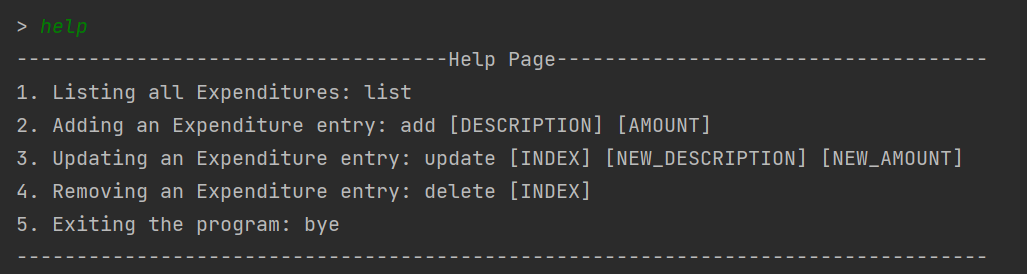 > help
------------------------------------Help Page------------------------------------
1. Listing all Expenditures: list
2. Adding an Expenditure entry: add [DESCRIPTION] [AMOUNT]
3. Updating an Expenditure entry: update [INDEX] [NEW_DESCRIPTION] [NEW_AMOUNT]
4. Removing an Expenditure entry: delete [INDEX]
5. Exiting the program: bye
---------------------------------------------------------------------------------